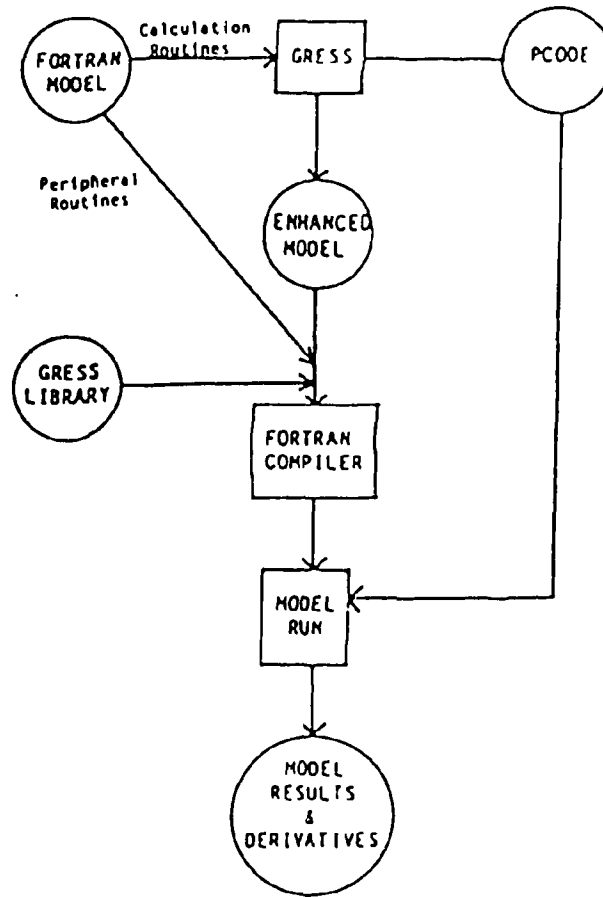 Calculation
Routines
FORTRAN
MODEL
GRESS
PCODE
Peripheral
Routines
ENHANCED
MODEL
GRESS
LIBRARY
FORTRAN
COMPILER
MODEL
RUN
MODEL
RESULTS
&
DERIVATIVES